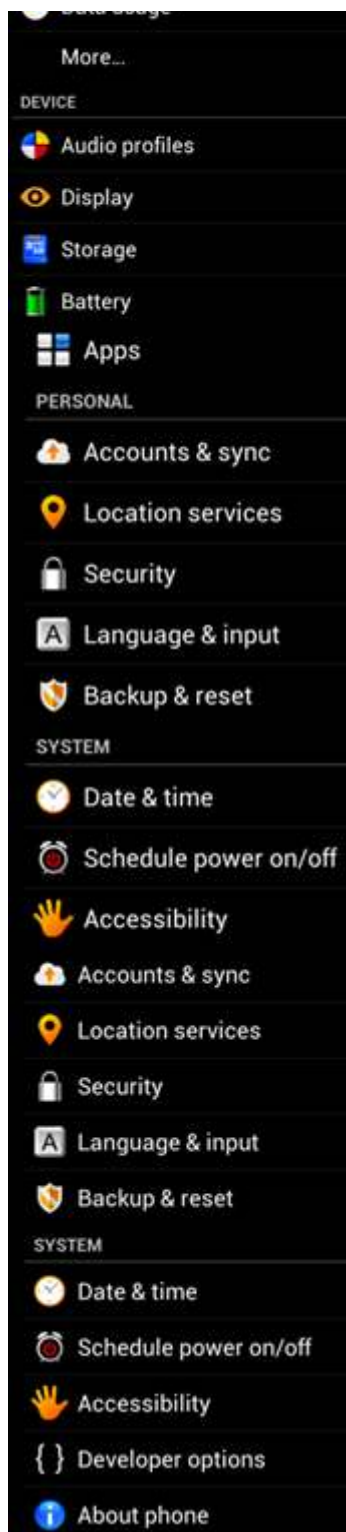 Data usage
More...
DEVICE
Audio profiles
Display
Storage
Battery
Apps
PERSONAL
Accounts & sync
Location services
Security
A Language & input
Backup & reset
SYSTEM
Date & time
Schedule power on/off
Accessibility
Accounts & sync
Location services
Security
A Language & input
Backup & reset
SYSTEM
Date & time
Schedule power on/off
Accessibility
{ } Developer options
i About phone